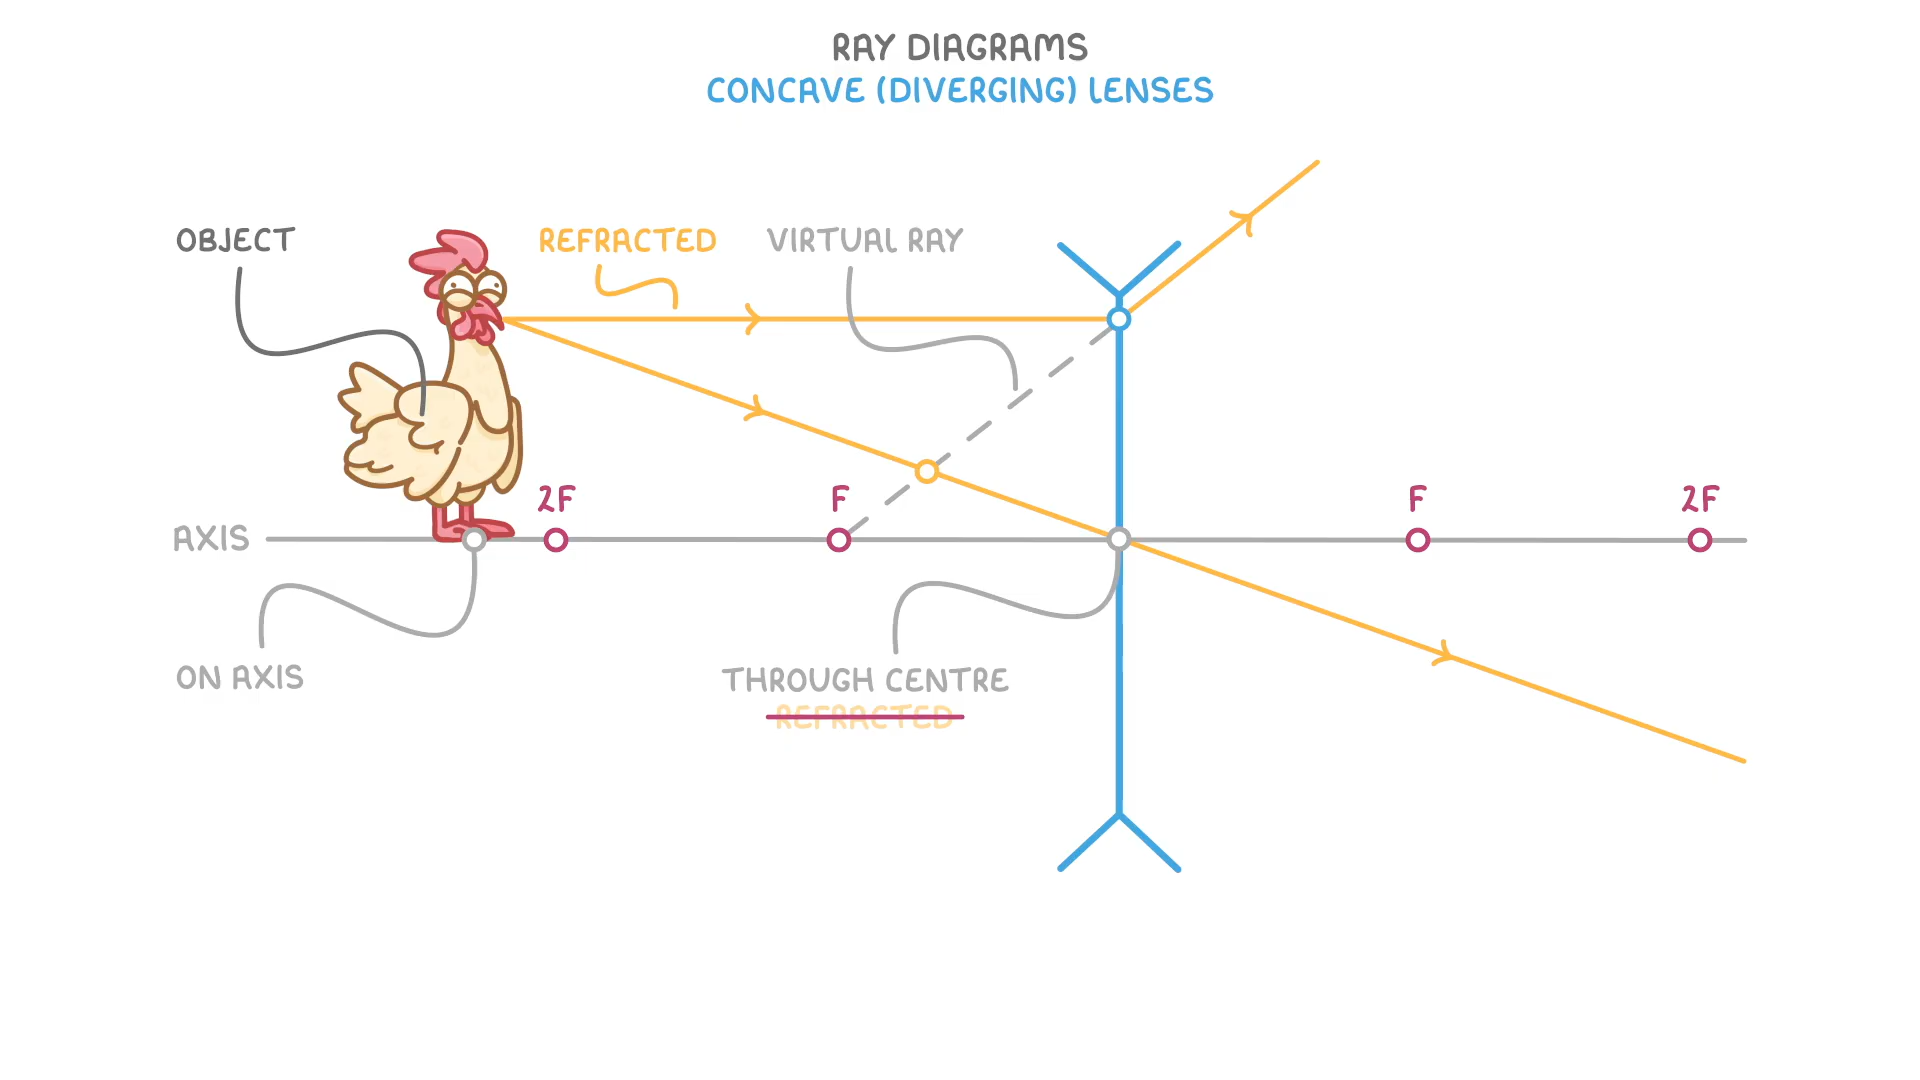 RAY DIAGRAMS
CONCAVE (DIVERGING) LENSES
OBJECT
REFRACTED
VIRTUAL RAY
2F
F
F
2F
AXIS
ON AXIS
THROUGH CENTRE
REFRACTED